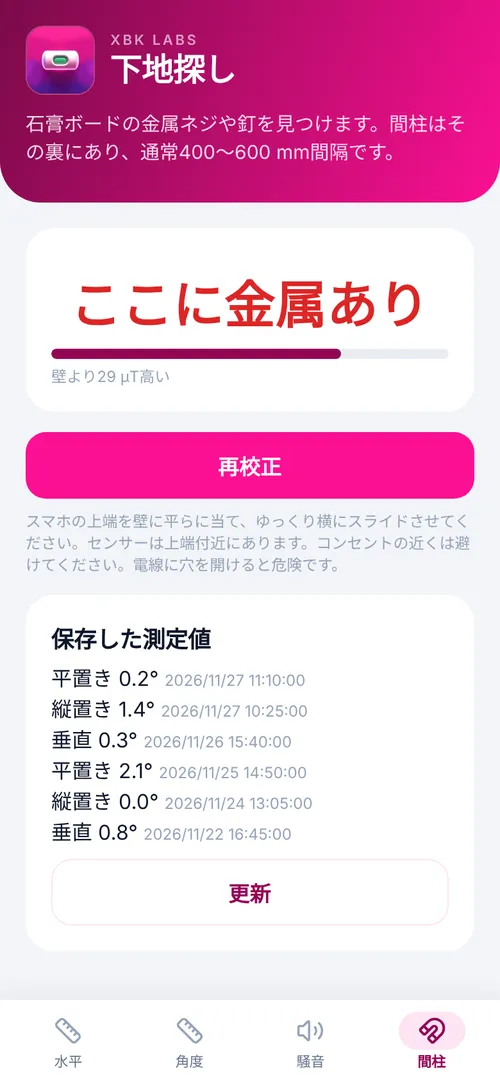 XBK LABS
下地探し
石膏ボードの金属ネジや釘を見つけます。間柱はそ
の裏にあり、通常400〜600 mm間隔です。
ここに金属あり
壁より29 µT高い
再校正
スマホの上端を壁に平らに当て、ゆっくり横にスライドさせてく
ださい。センサーは上端付近にあります。コンセントの近くは避
けてください。電線に穴を開けると危険です。
保存した測定値
平置き 0.2° 2026/11/27 11:10:00
縦置き 1.4° 2026/11/27 10:25:00
垂直 0.3° 2026/11/26 15:40:00
平置き 2.1° 2026/11/25 14:50:00
縦置き 0.0° 2026/11/24 13:05:00
垂直 0.8° 2026/11/22 16:45:00
更新
水平
角度
騒音
間柱